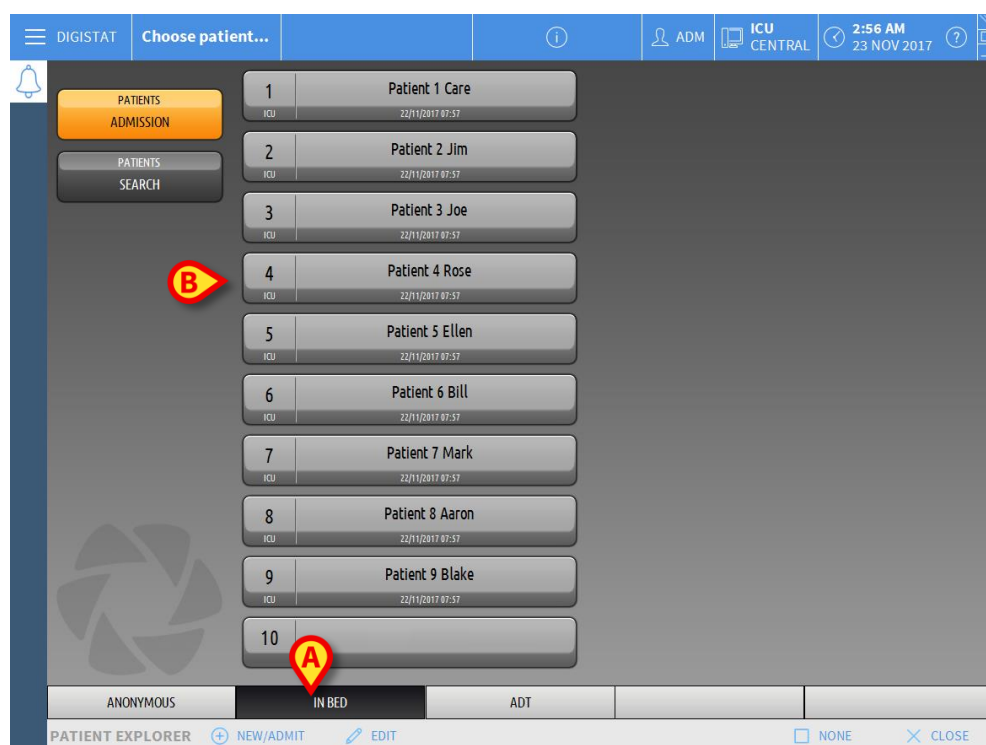 DIGISTAT Choose patient... ADM ICU CENTRAL 2:56 AM 23 NOV 2017 ?
PATIENTS
ADMISSION
PATIENTS
SEARCH
1 Patient 1 Care
ICU 22/11/2017 07:57
2 Patient 2 Jim
ICU 22/11/2017 07:57
3 Patient 3 Joe
ICU 22/11/2017 07:57
4 Patient 4 Rose
ICU 22/11/2017 07:57
B
5 Patient 5 Ellen
ICU 22/11/2017 07:57
6 Patient 6 Bill
ICU 22/11/2017 07:57
7 Patient 7 Mark
ICU 22/11/2017 07:57
8 Patient 8 Aaron
ICU 22/11/2017 07:57
9 Patient 9 Blake
ICU 22/11/2017 07:57
10
A
ANONYMOUS IN BED ADT
PATIENT EXPLORER NEW/ADMIT EDIT NONE CLOSE